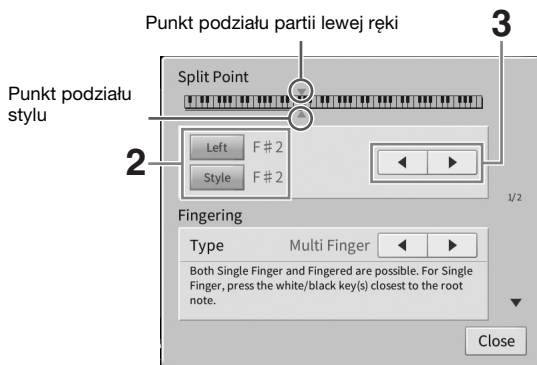 Punkt podziału partii lewej ręki
3
Split Point
Punkt podziału
stylu
2
Left F♯2
Style F♯2
1/2
Fingering
Type Multi Finger
Both Single Finger and Fingered are possible. For Single
Finger, press the white/black key(s) closest to the root
note.
Close